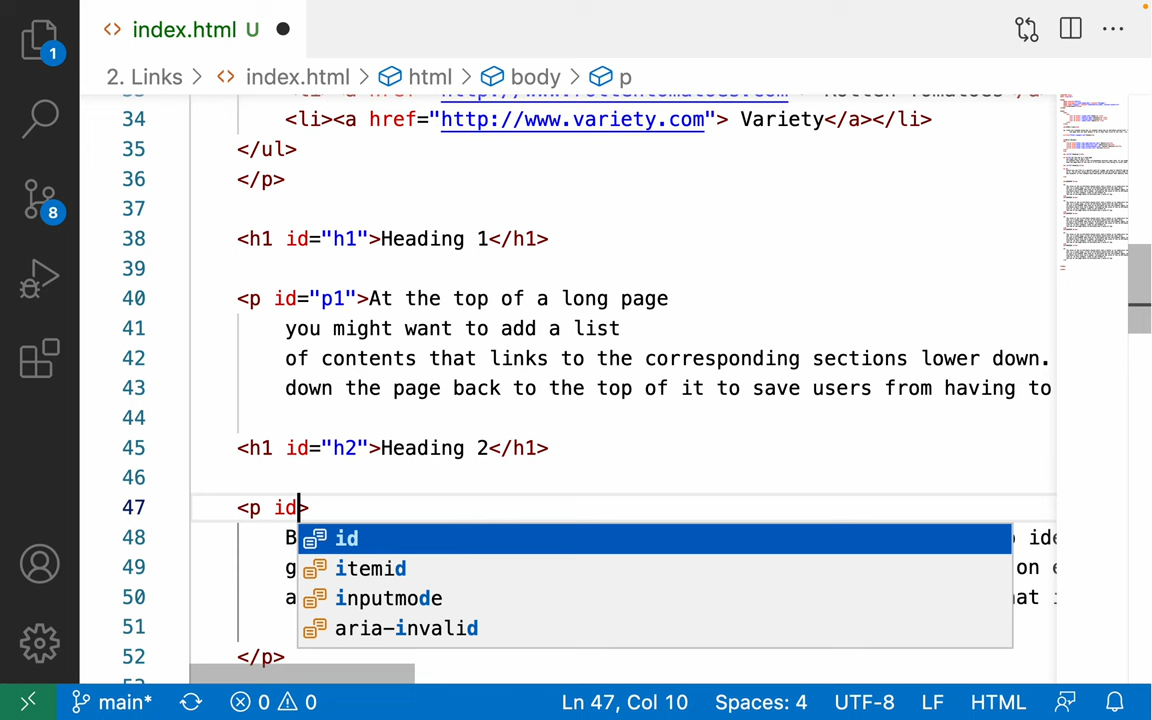 1
index.html U
2. Links > index.html > html > body > p
34 <li><a href="http://www.variety.com"> Variety</a></li>
35 </ul>
36 </p>
37
38 <h1 id="h1">Heading 1</h1>
39
40 <p id="p1">At the top of a long page
41 you might want to add a list
42 of contents that links to the corresponding sections lower down.
43 down the page back to the top of it to save users from having to
44
45 <h1 id="h2">Heading 2</h1>
46
47 <p id>
48 B
id
49 g
itemid
on
50 a
inputmode
51
aria-invalid
52 </p>
8
main* 0 0 Ln 47, Col 10 Spaces: 4 UTF-8 LF HTML